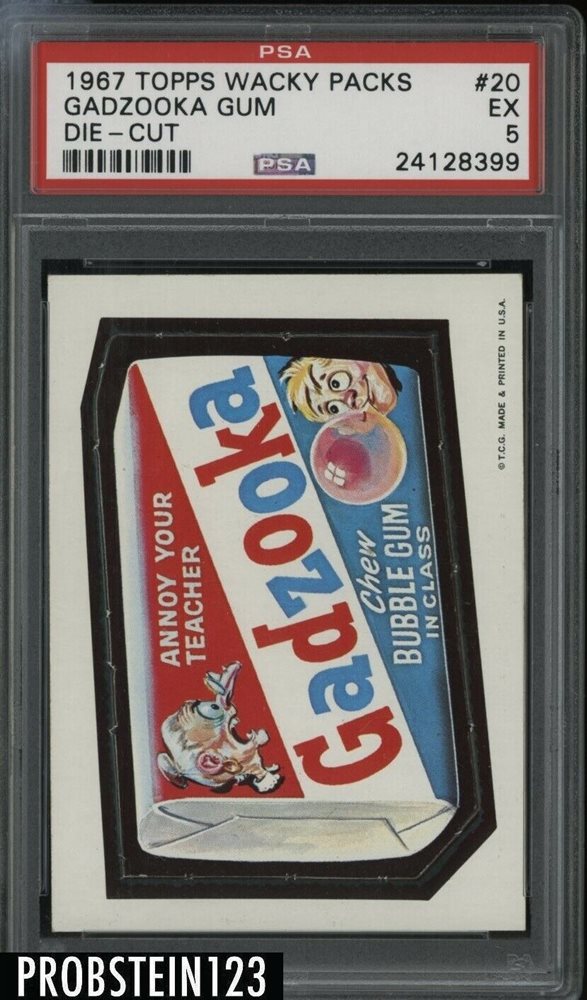 PSA
1967 TOPPS WACKY PACKS #20
GADZOOKA GUM EX
DIE-CUT 5
PSA 24128399
© T.C.G. MADE & PRINTED IN U.S.A.
ANNOY YOUR
TEACHER
Gadzooka
Chew
BUBBLE GUM
IN CLASS
PROBSTEIN123